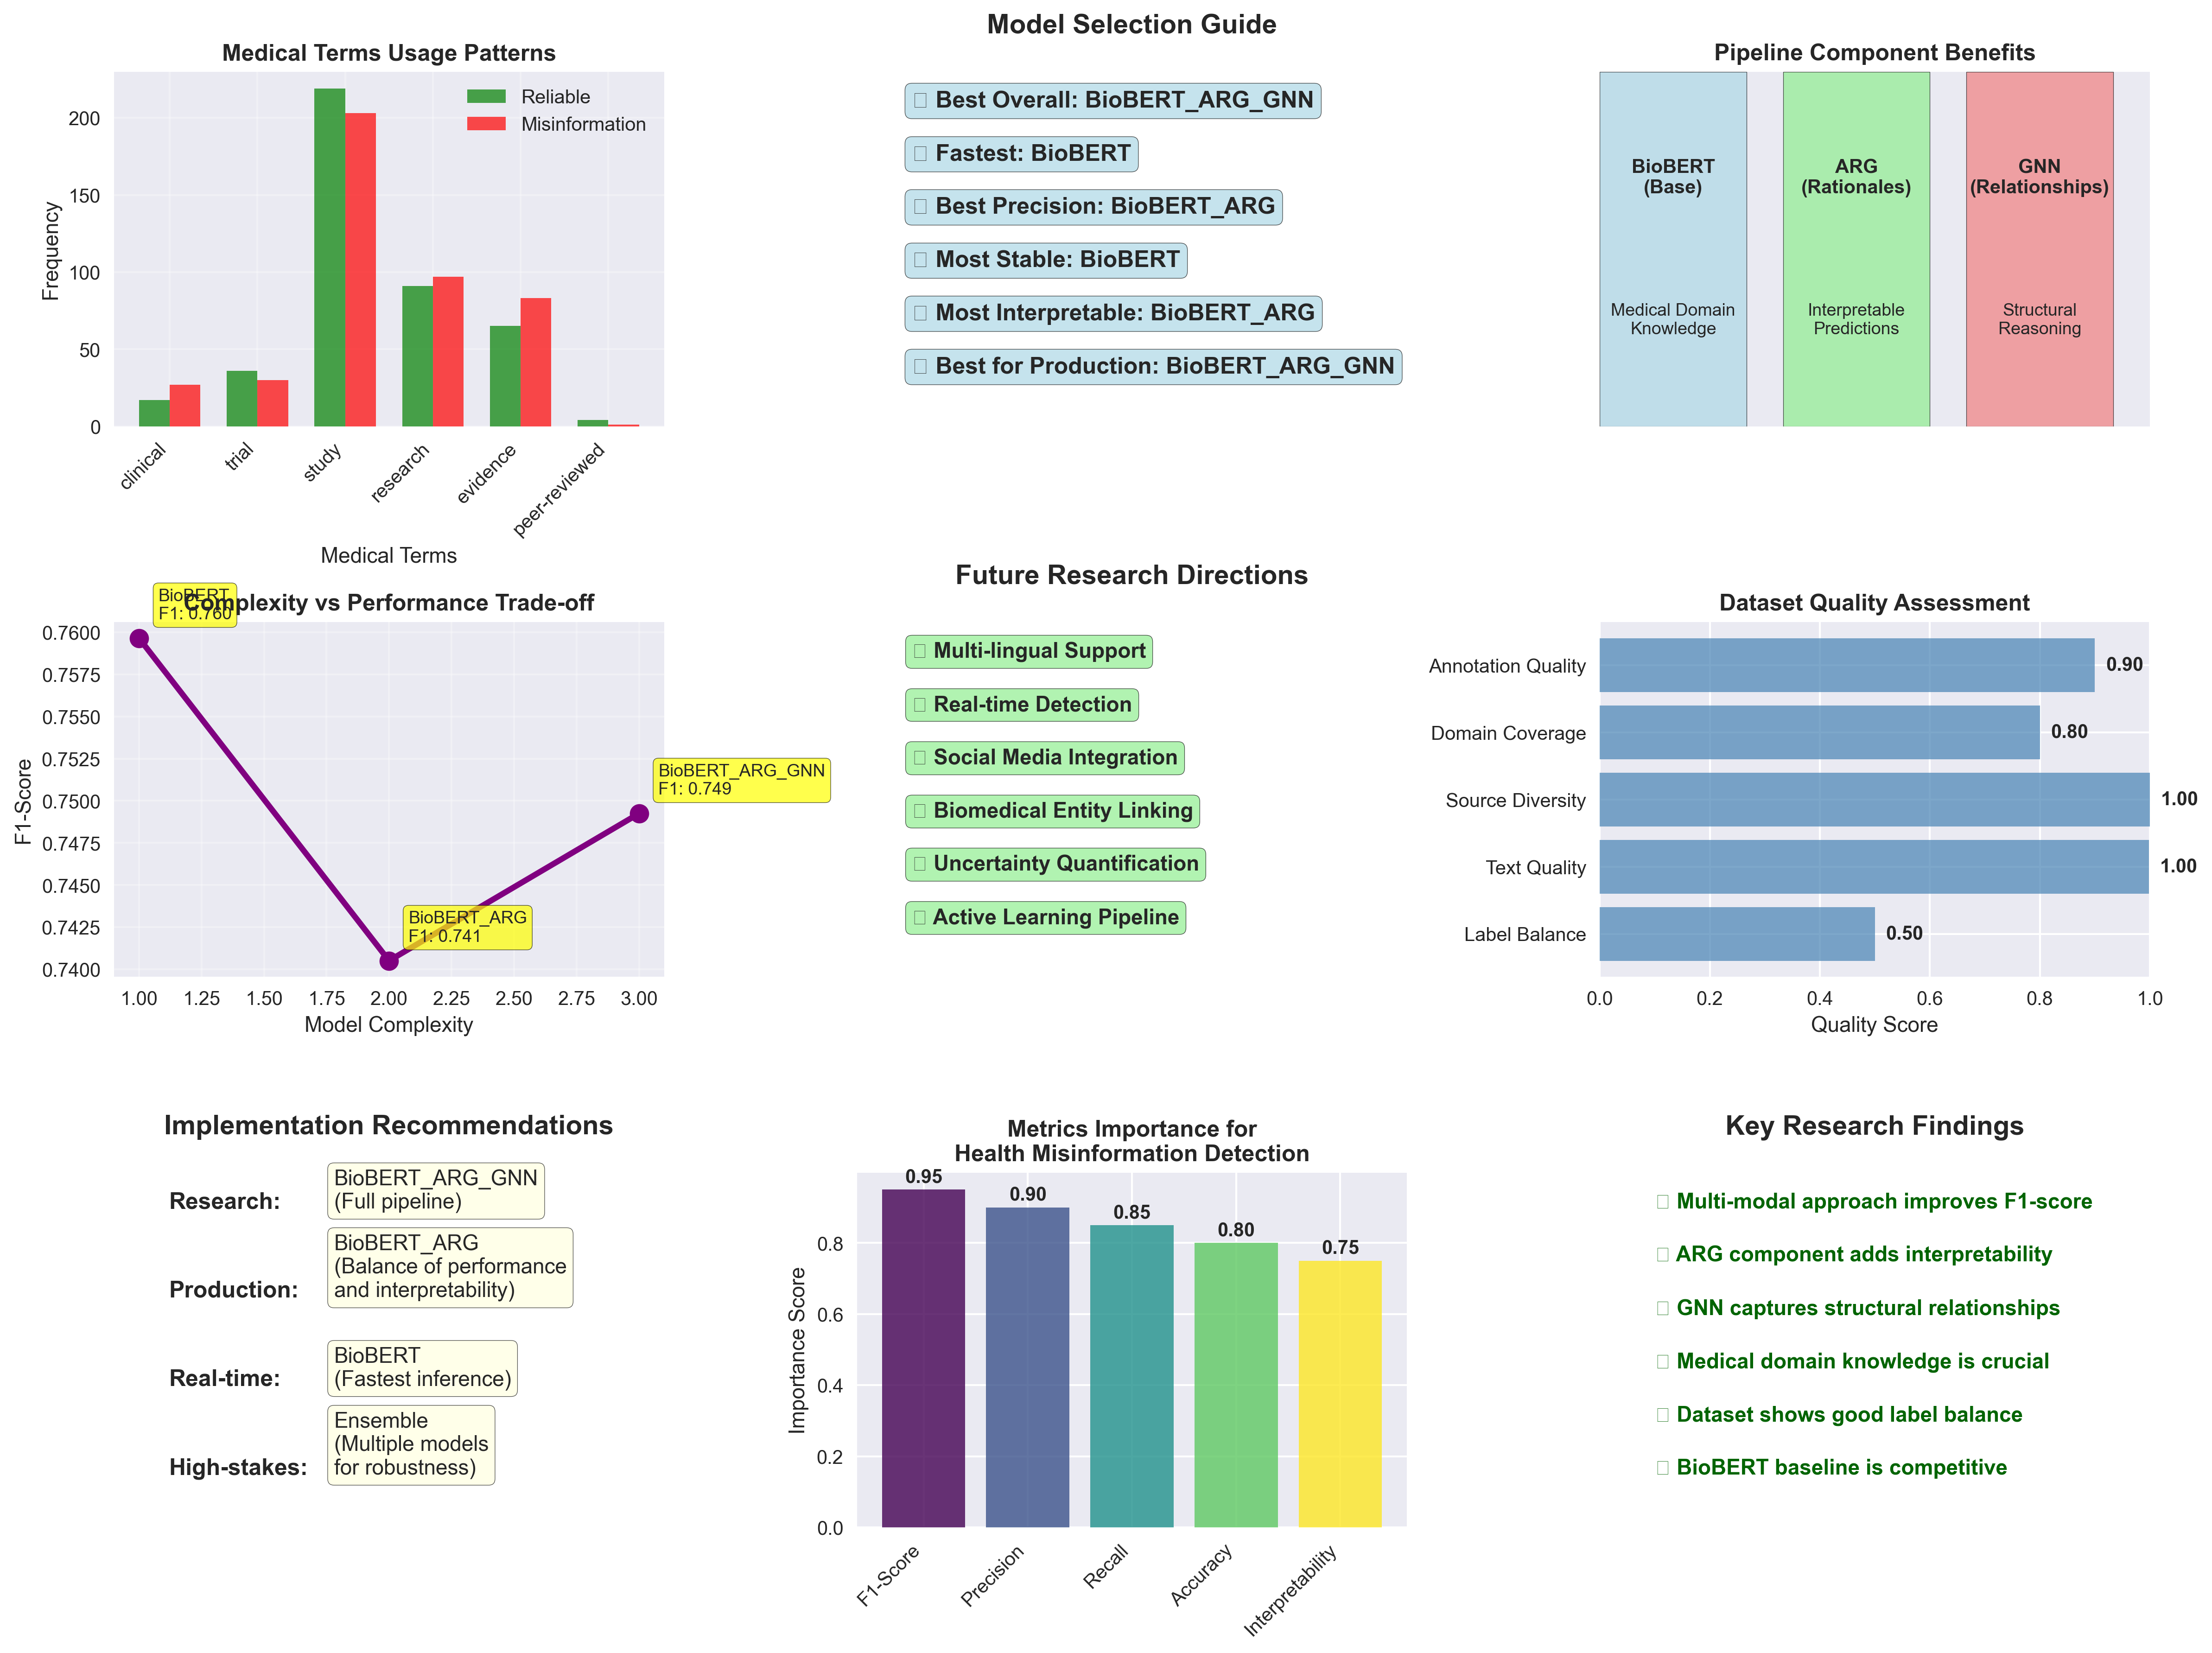 Medical Terms Usage Patterns
Reliable
Misinformation
Frequency
200
150
100
50
0
clinical
trial
study
research
evidence
peer-reviewed
Medical Terms
Model Selection Guide
Best Overall: BioBERT_ARG_GNN
Fastest: BioBERT
Best Precision: BioBERT_ARG
Most Stable: BioBERT
Most Interpretable: BioBERT_ARG
Best for Production: BioBERT_ARG_GNN
Pipeline Component Benefits
BioBERT
(Base)
Medical Domain
Knowledge
ARG
(Rationales)
Interpretable
Predictions
GNN
(Relationships)
Structural
Reasoning
Complexity vs Performance Trade-off
BioBERT
F1: 0.760
BioBERT_ARG
F1: 0.741
BioBERT_ARG_GNN
F1: 0.749
F1-Score
0.7600
0.7575
0.7550
0.7525
0.7500
0.7475
0.7450
0.7425
0.7400
1.00 1.25 1.50 1.75 2.00 2.25 2.50 2.75 3.00
Model Complexity
Future Research Directions
Multi-lingual Support
Real-time Detection
Social Media Integration
Biomedical Entity Linking
Uncertainty Quantification
Active Learning Pipeline
Dataset Quality Assessment
Annotation Quality 0.90
Domain Coverage 0.80
Source Diversity 1.00
Text Quality 1.00
Label Balance 0.50
0.0 0.2 0.4 0.6 0.8 1.0
Quality Score
Implementation Recommendations
Research:
BioBERT_ARG_GNN
(Full pipeline)
Production:
BioBERT_ARG
(Balance of performance
and interpretability)
Real-time:
BioBERT
(Fastest inference)
High-stakes:
Ensemble
(Multiple models
for robustness)
Metrics Importance for
Health Misinformation Detection
0.95
0.90
0.85
0.80
0.75
Importance Score
0.8
0.6
0.4
0.2
0.0
F1-Score
Precision
Recall
Accuracy
Interpretability
Key Research Findings
Multi-modal approach improves F1-score
ARG component adds interpretability
GNN captures structural relationships
Medical domain knowledge is crucial
Dataset shows good label balance
BioBERT baseline is competitive